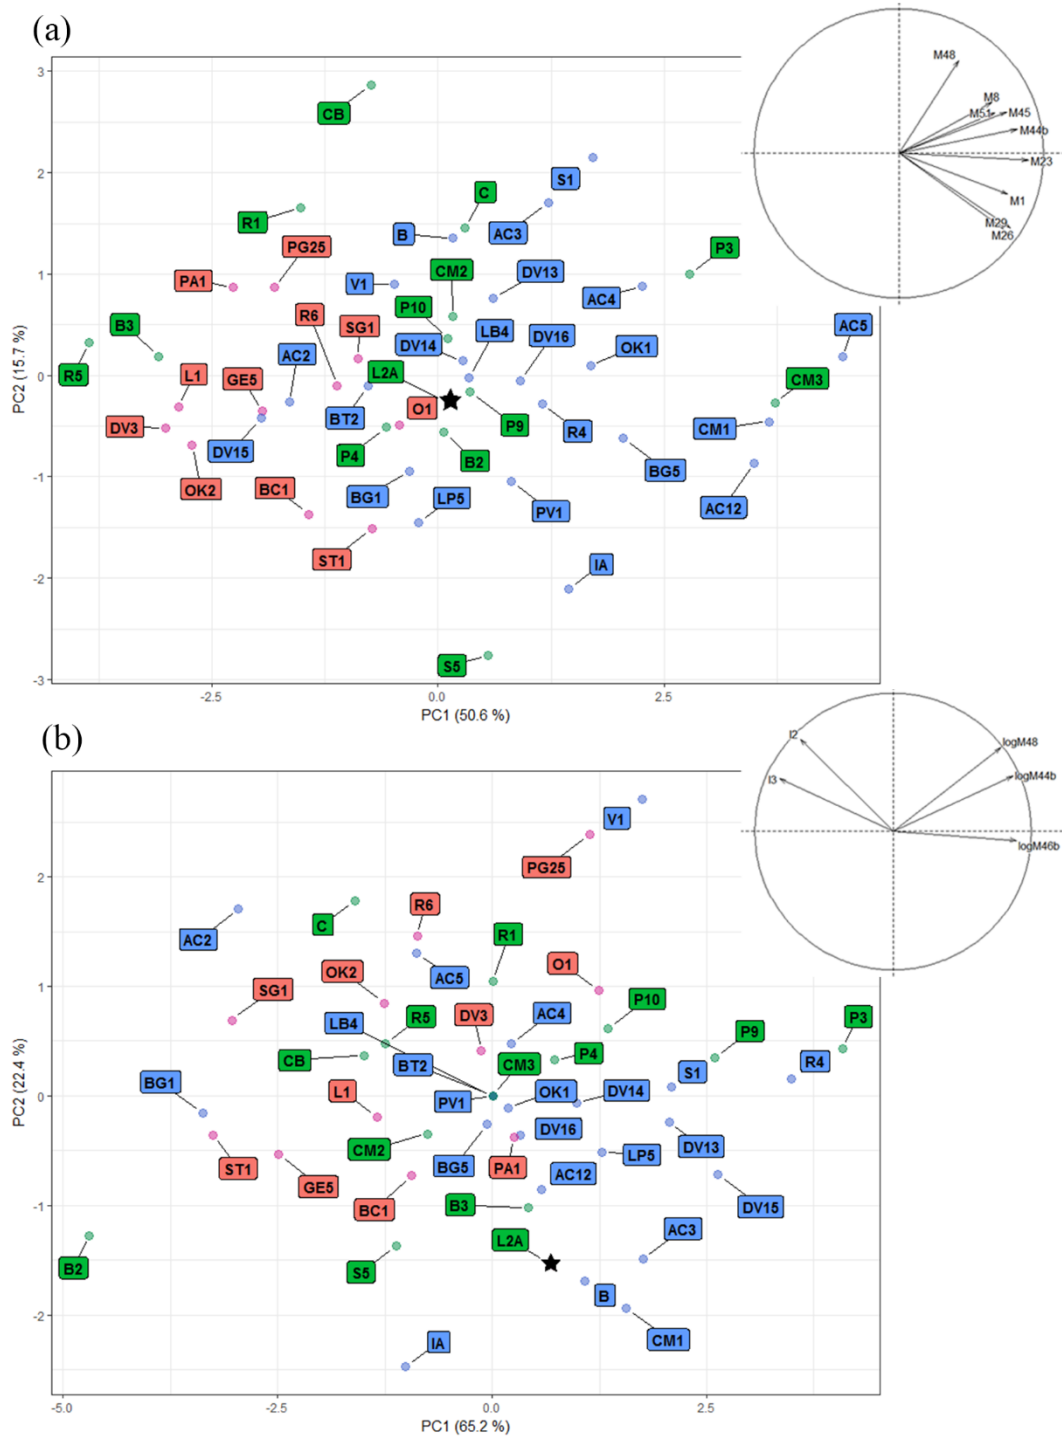 (a)
M48
M8
M51
M45
M44b
M23
M1
M29
M26
3
2
1
0
-1
-2
-3
PC2 (15.7 %)
CB
S1
C
R1
B
AC3
PG25
P3
CM2
DV13
PA1
V1
AC4
P10
R6
B3
SG1
LB4
DV16
AC5
DV14
OK1
AC2
R5
L1
GE5
L2A
CM3
O1
BT2
DV3
P9
R4
CM1
DV15
P4
B2
BG5
OK2
BC1
BG1
LP5
PV1
AC12
ST1
IA
S5
-2.5
0.0
2.5
PC1 (50.6 %)
(b)
I2
I3
logM48
logM44b
logM46b
2
1
0
-1
-2
PC2 (22.4 %)
V1
PG25
R6
C
R1
AC2
OK2
AC5
O1
SG1
P10
R5
DV3
AC4
P3
LB4
P9
CB
BT2
CM3
P4
R4
S1
BG1
L1
PV1
OK1
DV14
DV16
CM2
DV13
LP5
ST1
BG5
PA1
GE5
AC12
BC1
B3
DV15
AC3
L2A
B2
S5
B
CM1
IA
-5.0
-2.5
0.0
2.5
PC1 (65.2 %)